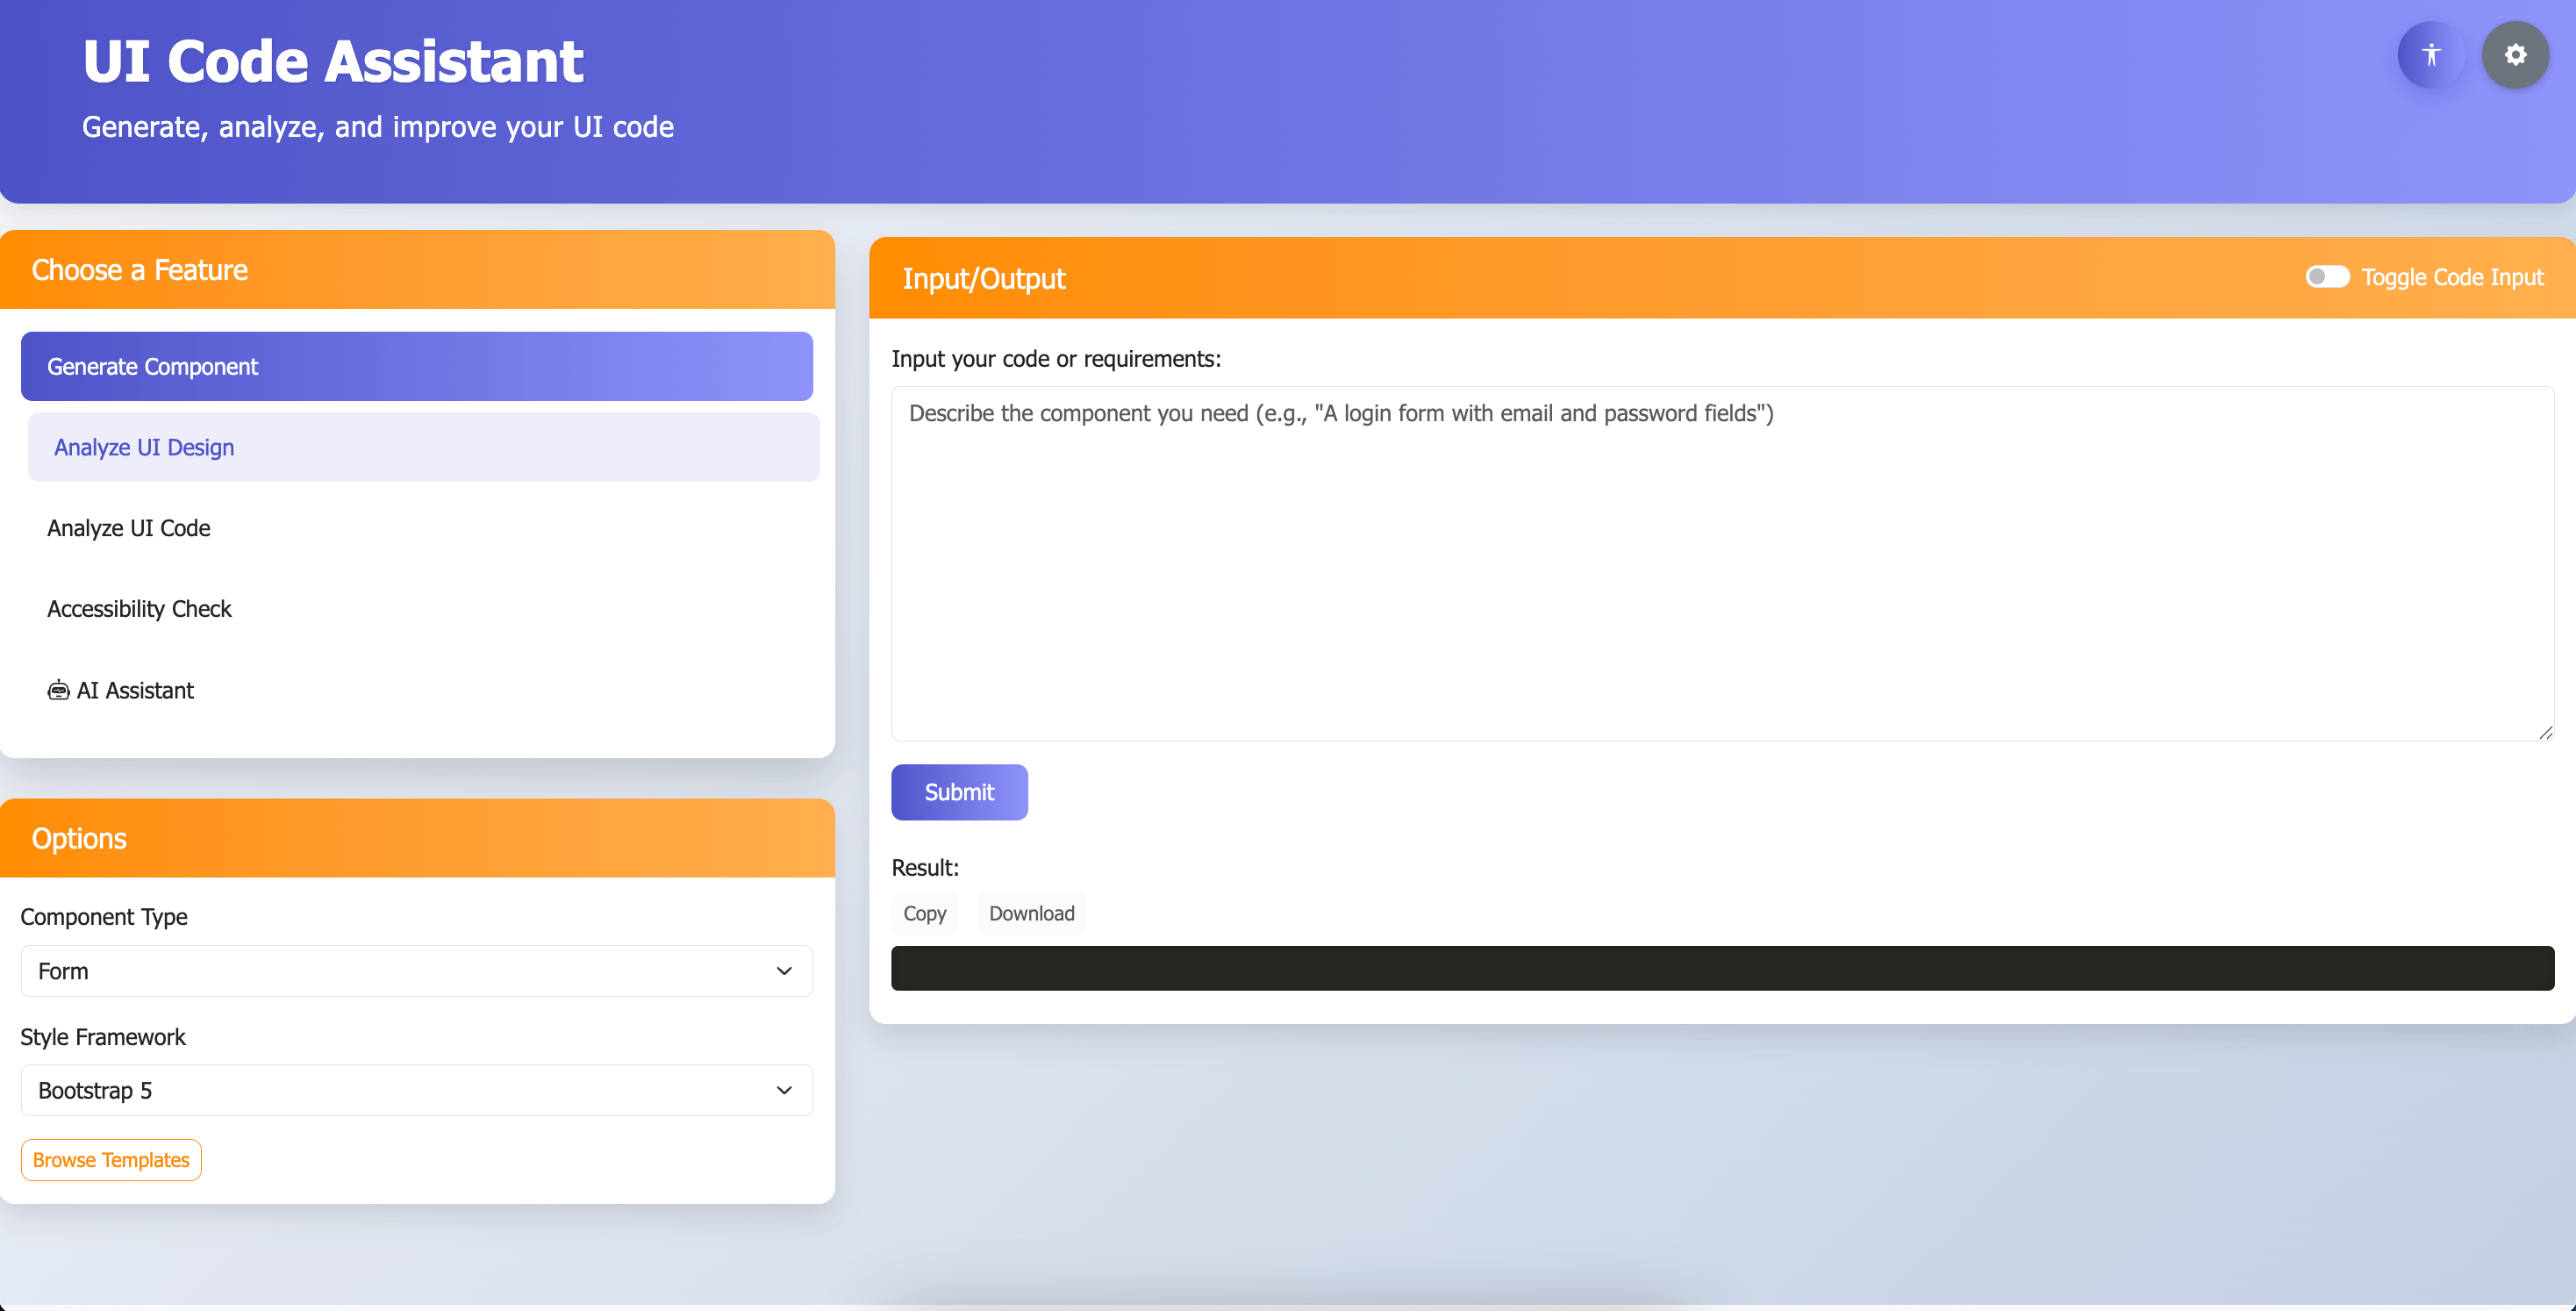 UI Code Assistant
Generate, analyze, and improve your UI code
Choose a Feature
Generate Component
Analyze UI Design
Analyze UI Code
Accessibility Check
AI Assistant
Options
Component Type
Form
Style Framework
Bootstrap 5
Browse Templates
Input/Output
Toggle Code Input
Input your code or requirements:
Describe the component you need (e.g., "A login form with email and password fields")
Submit
Result:
Copy
Download